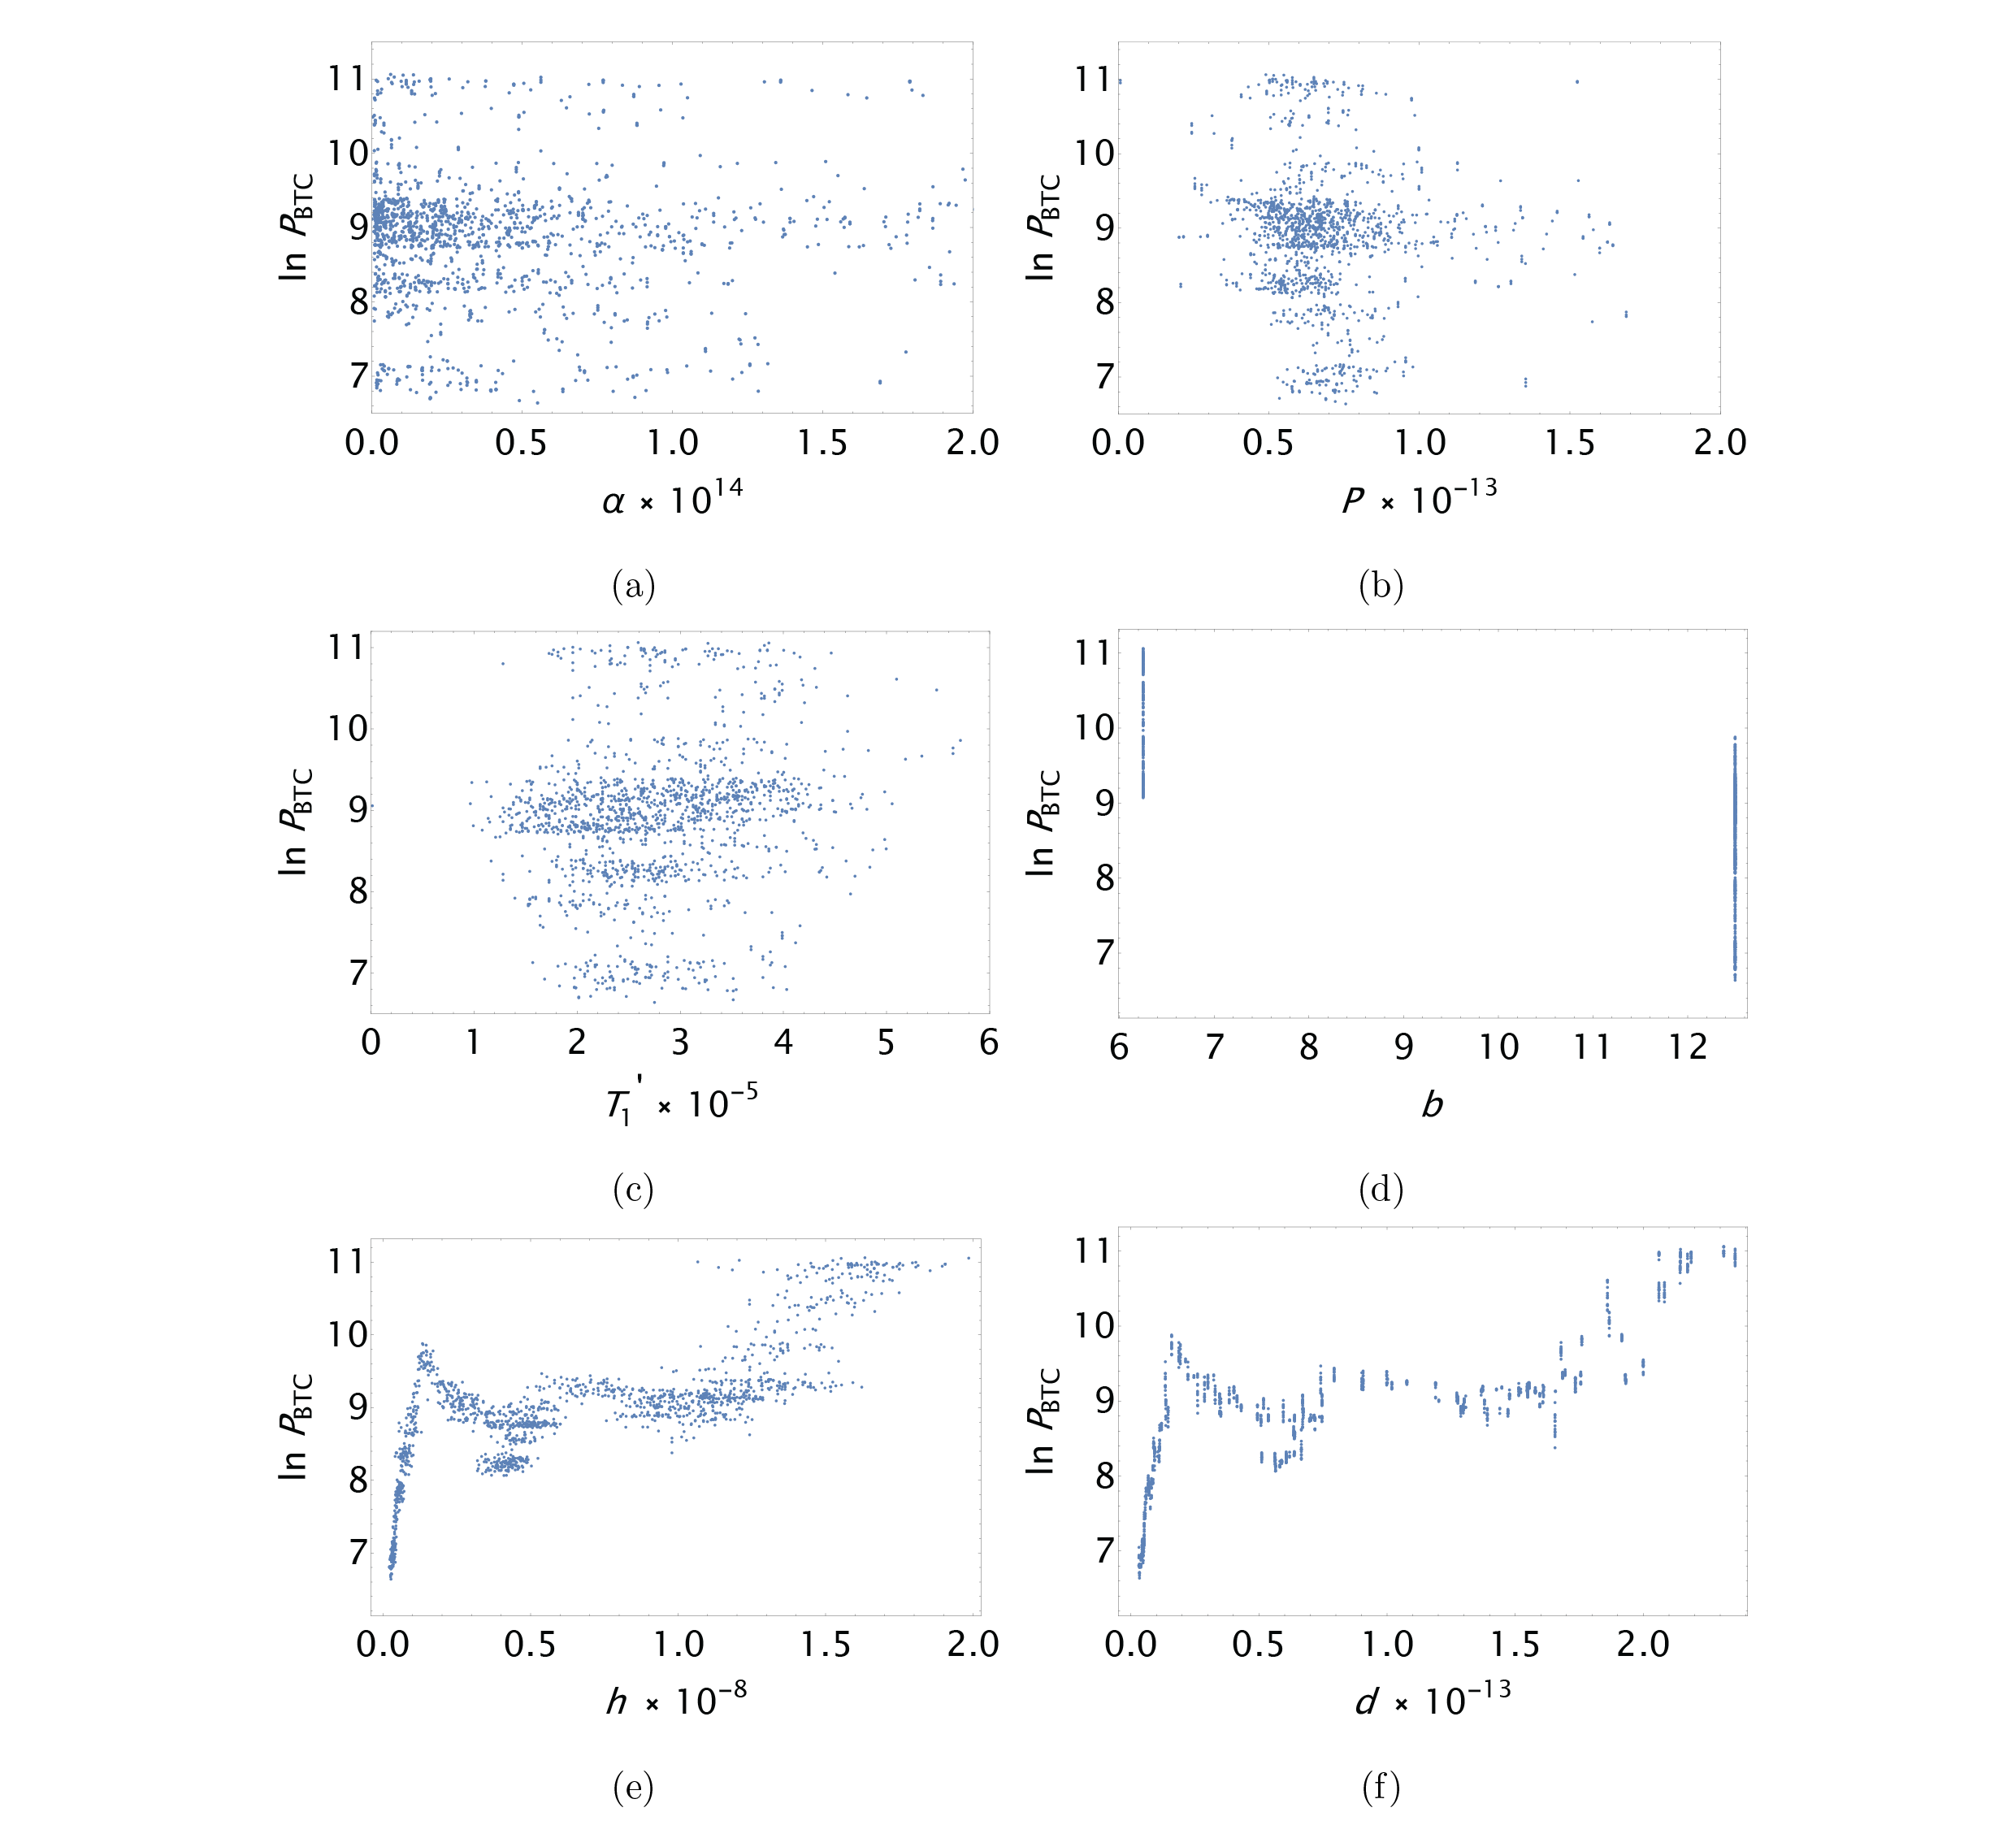 11
10
9
8
7
ln P_BTC
0.0 0.5 1.0 1.5 2.0
α × 10^14
(a)
11
10
9
8
7
ln P_BTC
0.0 0.5 1.0 1.5 2.0
P × 10^−13
(b)
11
10
9
8
7
ln P_BTC
0 1 2 3 4 5 6
T_1' × 10^−5
(c)
11
10
9
8
7
ln P_BTC
6 7 8 9 10 11 12
b
(d)
11
10
9
8
7
ln P_BTC
0.0 0.5 1.0 1.5 2.0
h × 10^−8
(e)
11
10
9
8
7
ln P_BTC
0.0 0.5 1.0 1.5 2.0
d × 10^−13
(f)